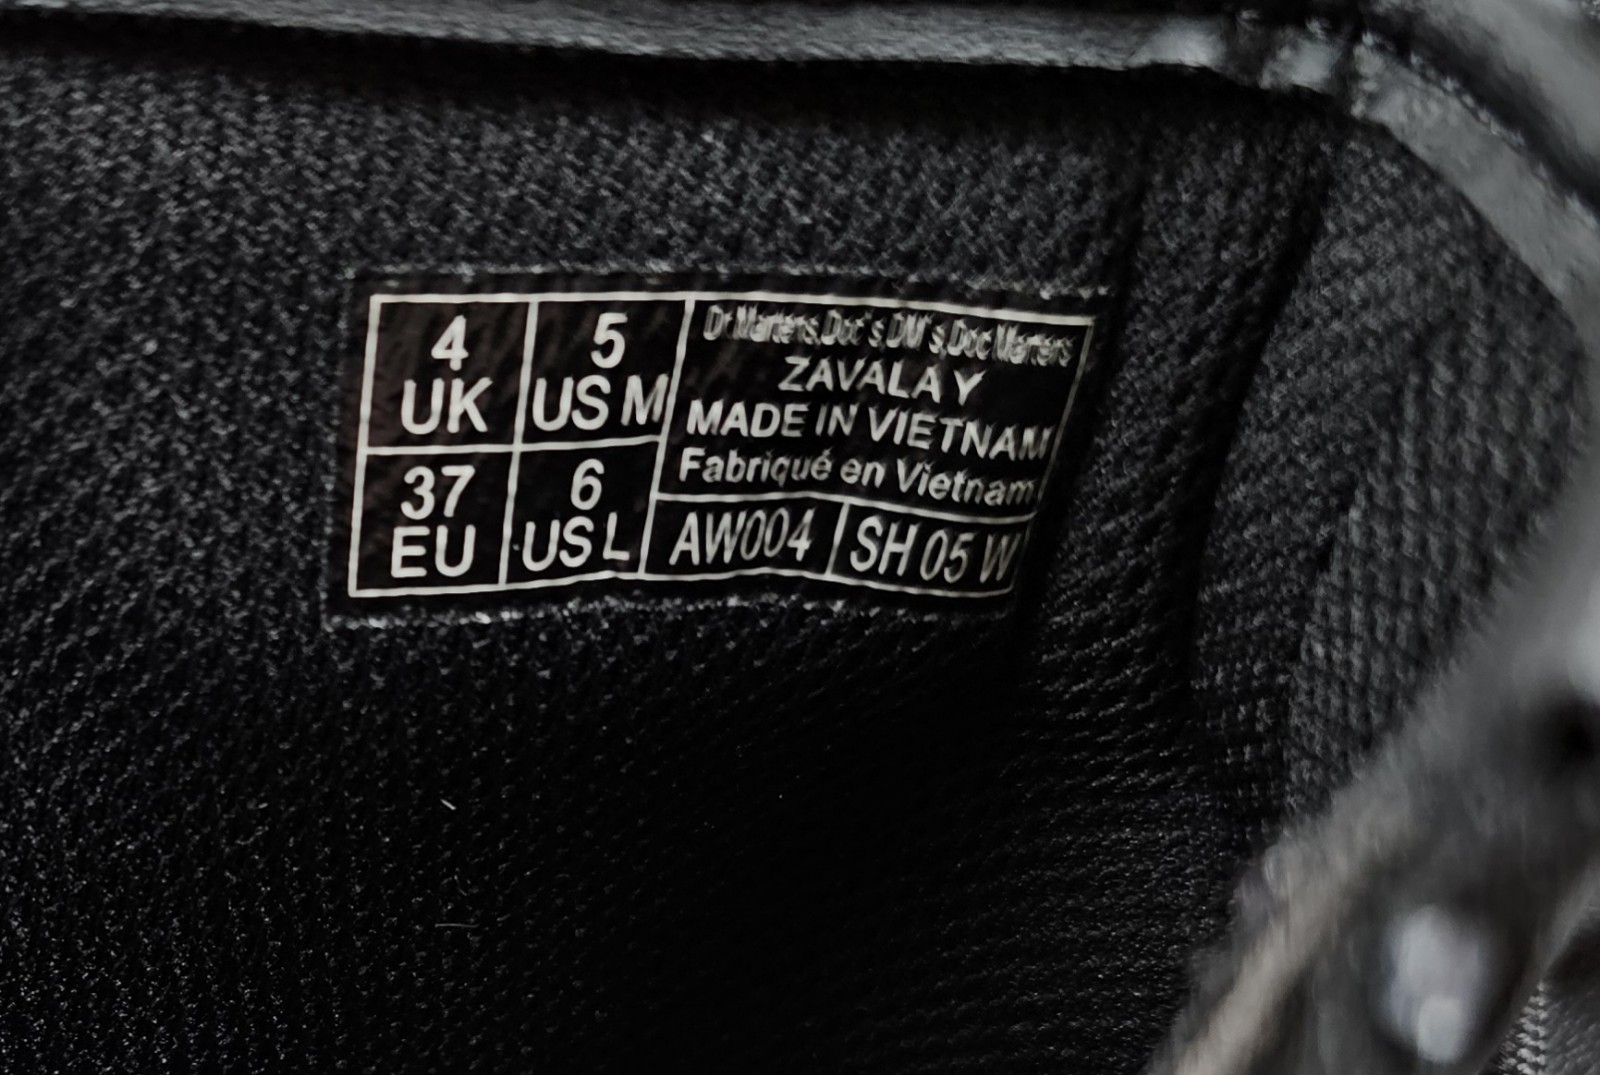 4
UK
5
US M
37
EU
6
US L
Dr.Martens,Doc's,DM's,Doc Martens
ZAVALA Y
MADE IN VIETNAM
Fabriqué en Vietnam
AW004
SH 05 W